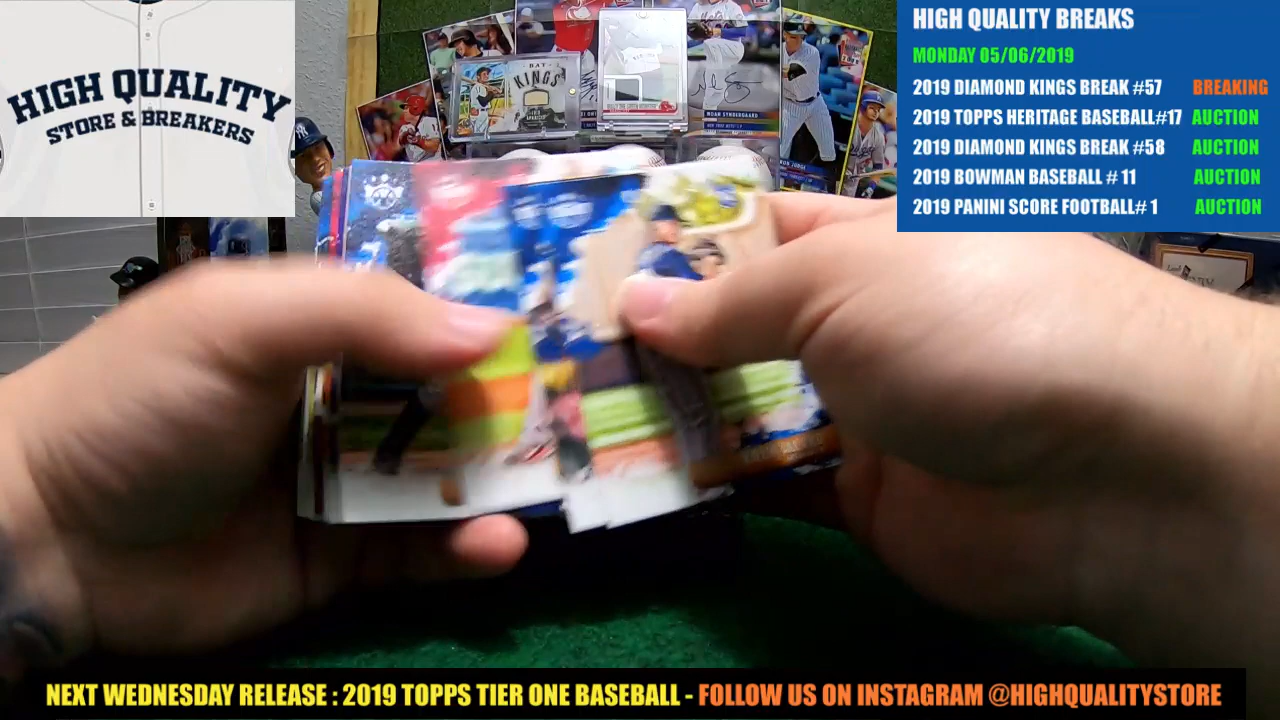 HIGH QUALITY
STORE & BREAKERS
HIGH QUALITY BREAKS
MONDAY 05/06/2019
2019 DIAMOND KINGS BREAK #57 BREAKING
2019 TOPPS HERITAGE BASEBALL#17 AUCTION
2019 DIAMOND KINGS BREAK #58 AUCTION
2019 BOWMAN BASEBALL # 11 AUCTION
2019 PANINI SCORE FOOTBALL# 1 AUCTION
BAT
KINGS
NOAH SYNDERGAARD
NEXT WEDNESDAY RELEASE : 2019 TOPPS TIER ONE BASEBALL - FOLLOW US ON INSTAGRAM @HIGHQUALITYSTORE